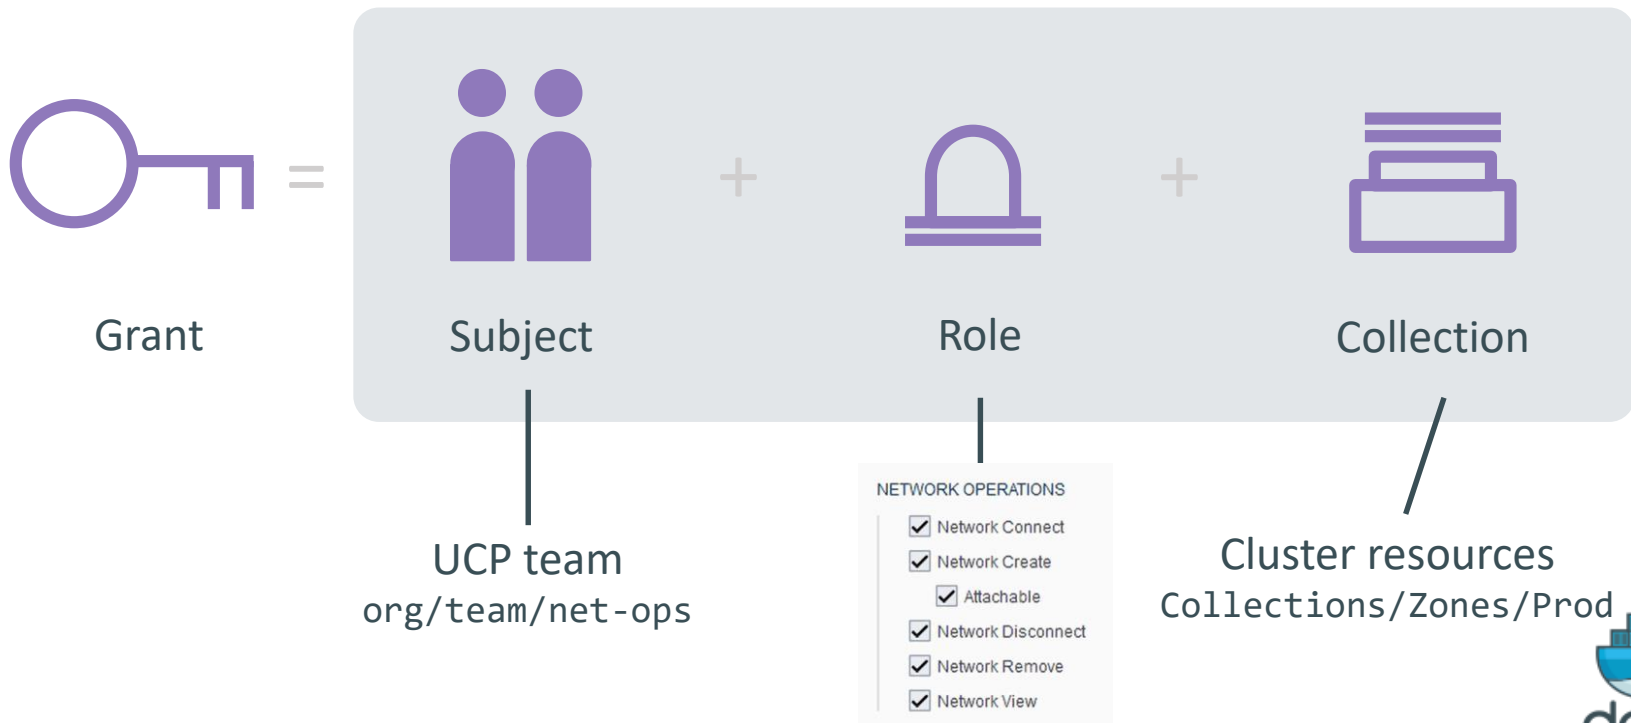 =
+
+
Grant
Subject
Role
Collection
NETWORK OPERATIONS
Network Connect
Network Create
Attachable
Network Disconnect
Network Remove
Network View
UCP team
org/team/net-ops
Cluster resources
Collections/Zones/Prod